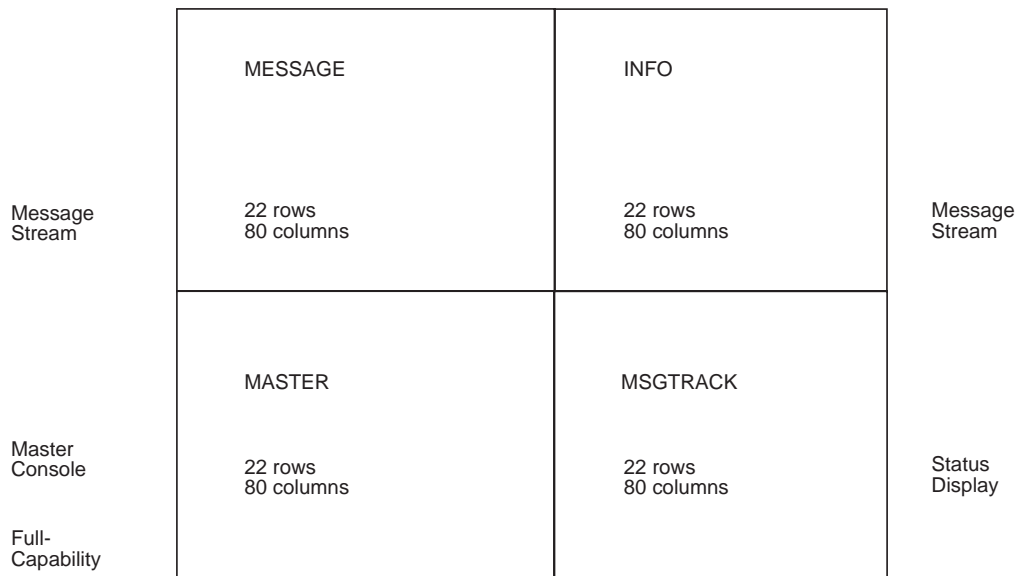 MESSAGE
INFO
Message
Stream
22 rows
80 columns
22 rows
80 columns
Message
Stream
MASTER
MSGTRACK
Master
Console
22 rows
80 columns
22 rows
80 columns
Status
Display
Full-
Capability